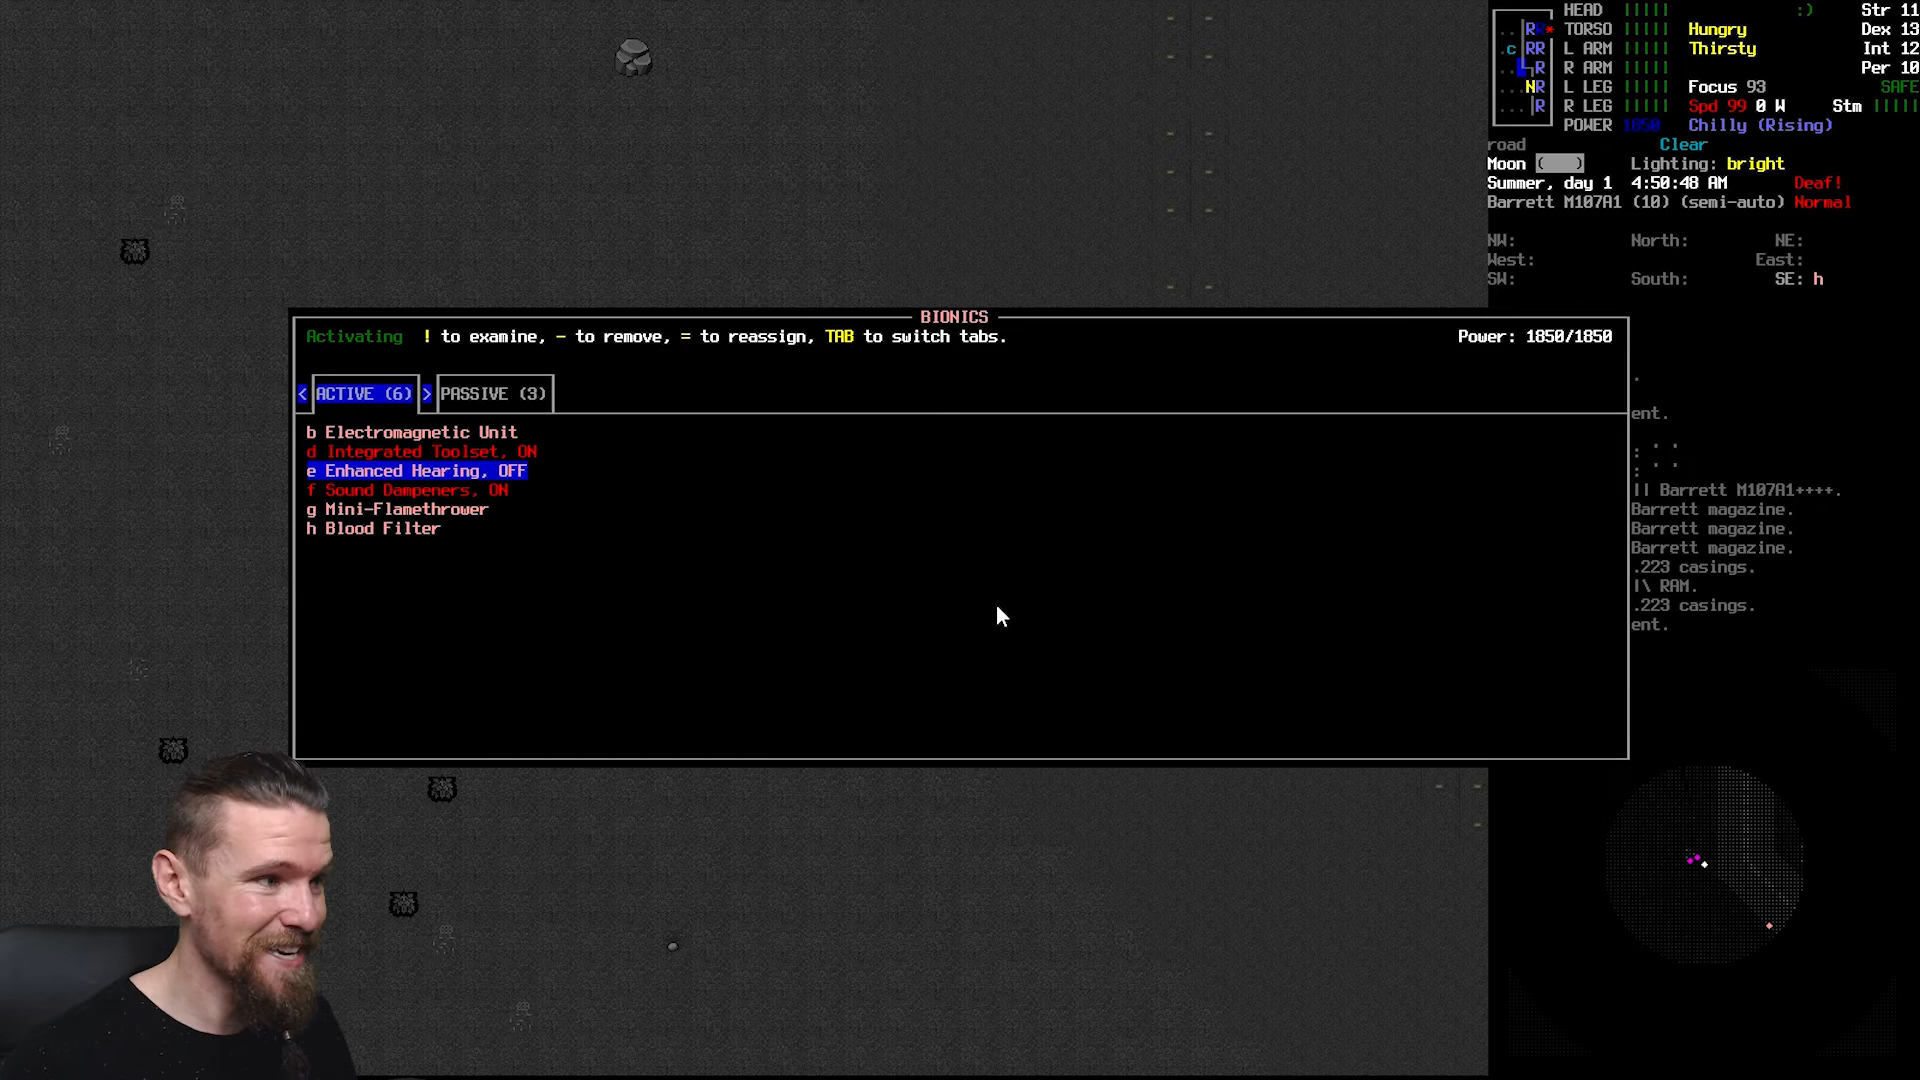 HEAD ||||| :) Str 11
..|R * TORSO ||||| Hungry Dex 13
.c RR L ARM ||||| Thirsty Int 12
R R ARM ||||| Per 10
...NR L LEG ||||| Focus 93 SAFE
...|R R LEG ||||| Spd 99 0 W Stm |||||
POWER 1850 Chilly (Rising)
road Clear
Moon ( ) Lighting: bright
Summer, day 1 4:50:48 AM Deaf!
Barrett M107A1 (10) (semi-auto) Normal
NW: North: NE:
West: East:
SW: South: SE: h
BIONICS
Activating ! to examine, - to remove, = to reassign, TAB to switch tabs. Power: 1850/1850
< ACTIVE (6) > PASSIVE (3)
b Electromagnetic Unit
d Integrated Toolset, ON
e Enhanced Hearing, OFF
f Sound Dampeners, ON
g Mini-Flamethrower
h Blood Filter
.
ent.
: . .
: . .
|| Barrett M107A1++++.
Barrett magazine.
Barrett magazine.
Barrett magazine.
.223 casings.
|\ RAM.
.223 casings.
ent.